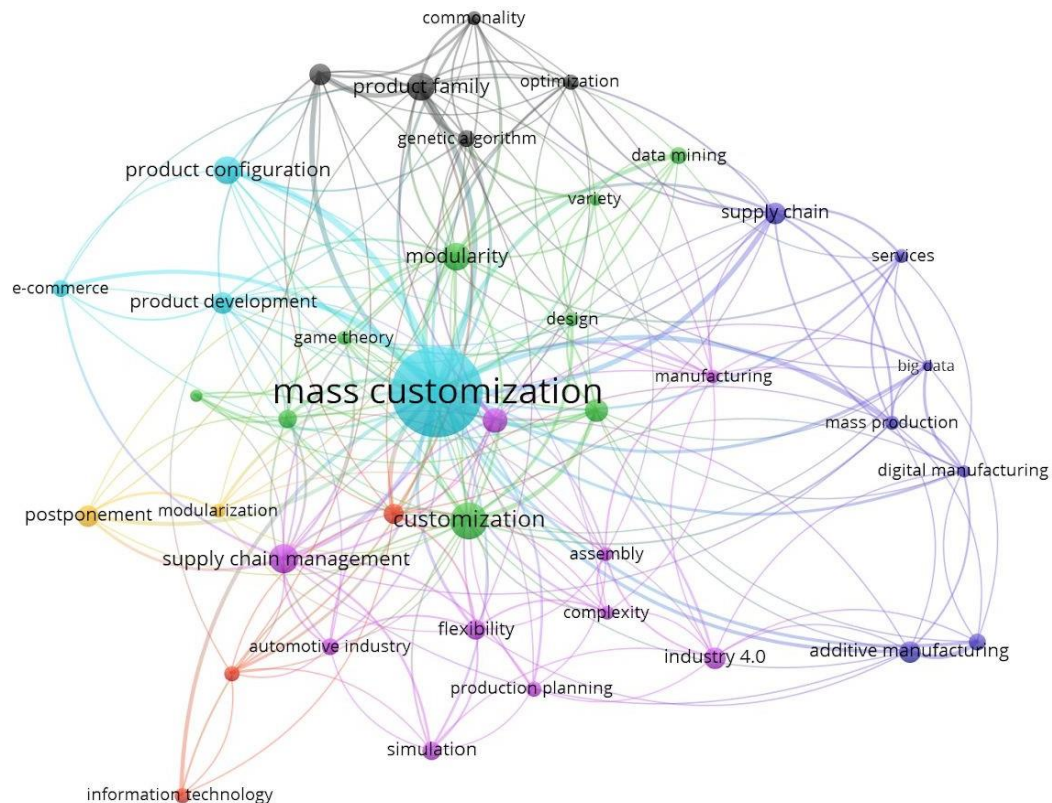 commonality
product family
optimization
genetic algorithm
data mining
product configuration
variety
supply chain
modularity
services
e-commerce
product development
design
game theory
big data
manufacturing
mass customization
mass production
digital manufacturing
postponement
modularization
customization
supply chain management
assembly
complexity
flexibility
automotive industry
additive manufacturing
industry 4.0
production planning
simulation
information technology